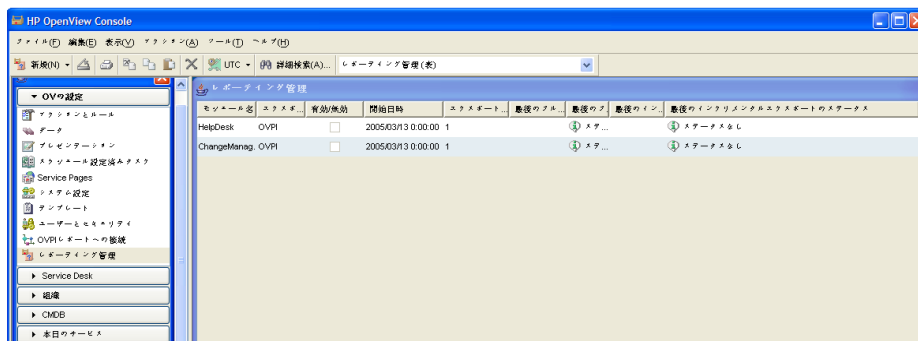 HP OpenView Console
ファイル(F) 編集(E) 表示(V) アクション(A) ツール(T) ヘルプ(H)
新規(N) UTC 詳細検索(A)... レポーティング管理(表)
OVの設定
アクションとルール
データ
プレゼンテーション
スケジュール設定済みタスク
Service Pages
システム設定
テンプレート
ユーザーとセキュリティ
OVPIレポートへの接続
レポーティング管理
Service Desk
組織
CMDB
本日のサービス
レポーティング管理
モジュール名 エクスポ... 有効/無効 開始日時 エクスポート... 最後のフル... 最後のフ... 最後のイン... 最後のインクリメンタルエクスポートのステータス
HelpDesk OVPI 2005/03/13 0:00:00 1 ステ... ステータスなし
ChangeManag. OVPI 2005/03/13 0:00:00 1 ステ... ステータスなし